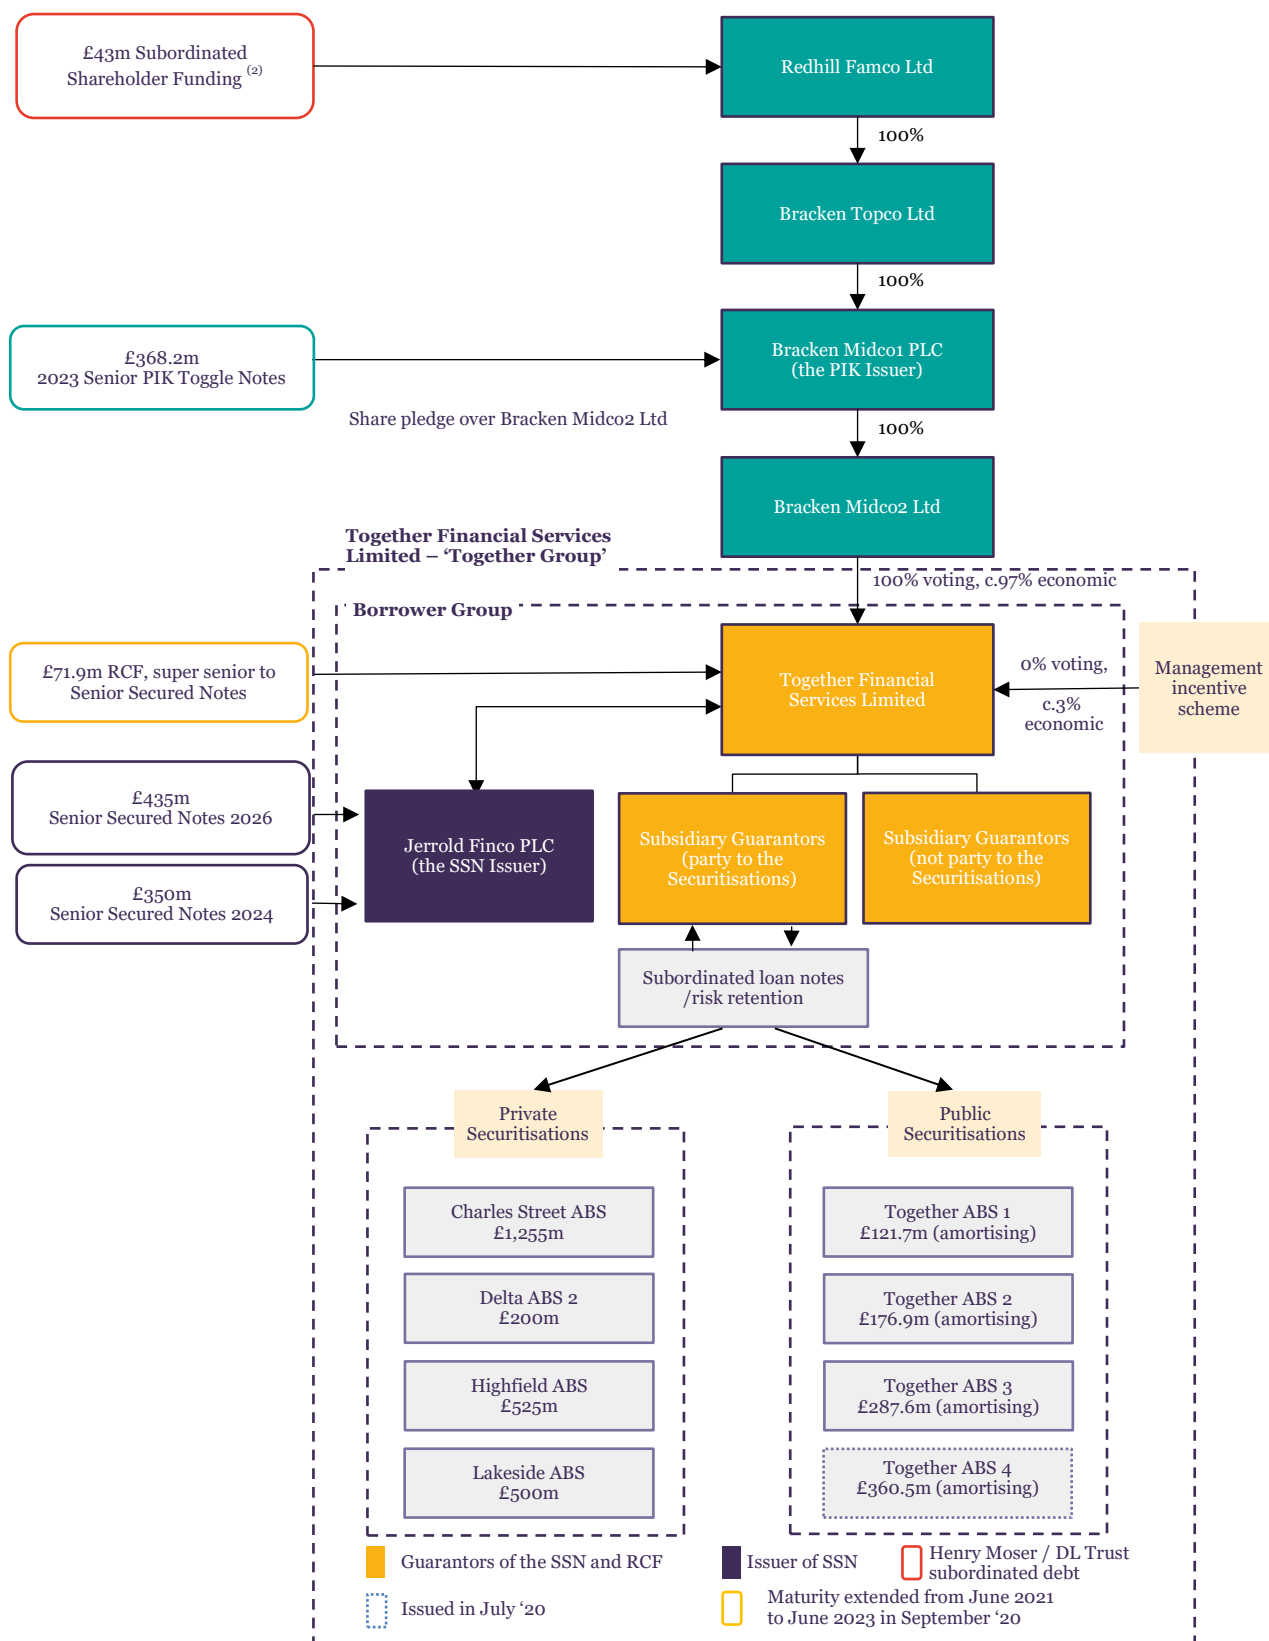 £43m Subordinated
Shareholder Funding (2)
Redhill Famco Ltd
100%
Bracken Topco Ltd
100%
£368.2m
2023 Senior PIK Toggle Notes
Bracken Midco1 PLC
(the PIK Issuer)
Share pledge over Bracken Midco2 Ltd
100%
Bracken Midco2 Ltd
Together Financial Services
Limited – ‘Together Group’
100% voting, c.97% economic
Borrower Group
£71.9m RCF, super senior to
Senior Secured Notes
Together Financial
Services Limited
0% voting,
c.3%
economic
Management
incentive
scheme
£435m
Senior Secured Notes 2026
£350m
Senior Secured Notes 2024
Jerrold Finco PLC
(the SSN Issuer)
Subsidiary Guarantors
(party to the
Securitisations)
Subsidiary Guarantors
(not party to the
Securitisations)
Subordinated loan notes
/risk retention
Private
Securitisations
Charles Street ABS
£1,255m
Delta ABS 2
£200m
Highfield ABS
£525m
Lakeside ABS
£500m
Public
Securitisations
Together ABS 1
£121.7m (amortising)
Together ABS 2
£176.9m (amortising)
Together ABS 3
£287.6m (amortising)
Together ABS 4
£360.5m (amortising)
Guarantors of the SSN and RCF
Issuer of SSN
Henry Moser / DL Trust
subordinated debt
Issued in July ‘20
Maturity extended from June 2021
to June 2023 in September ‘20